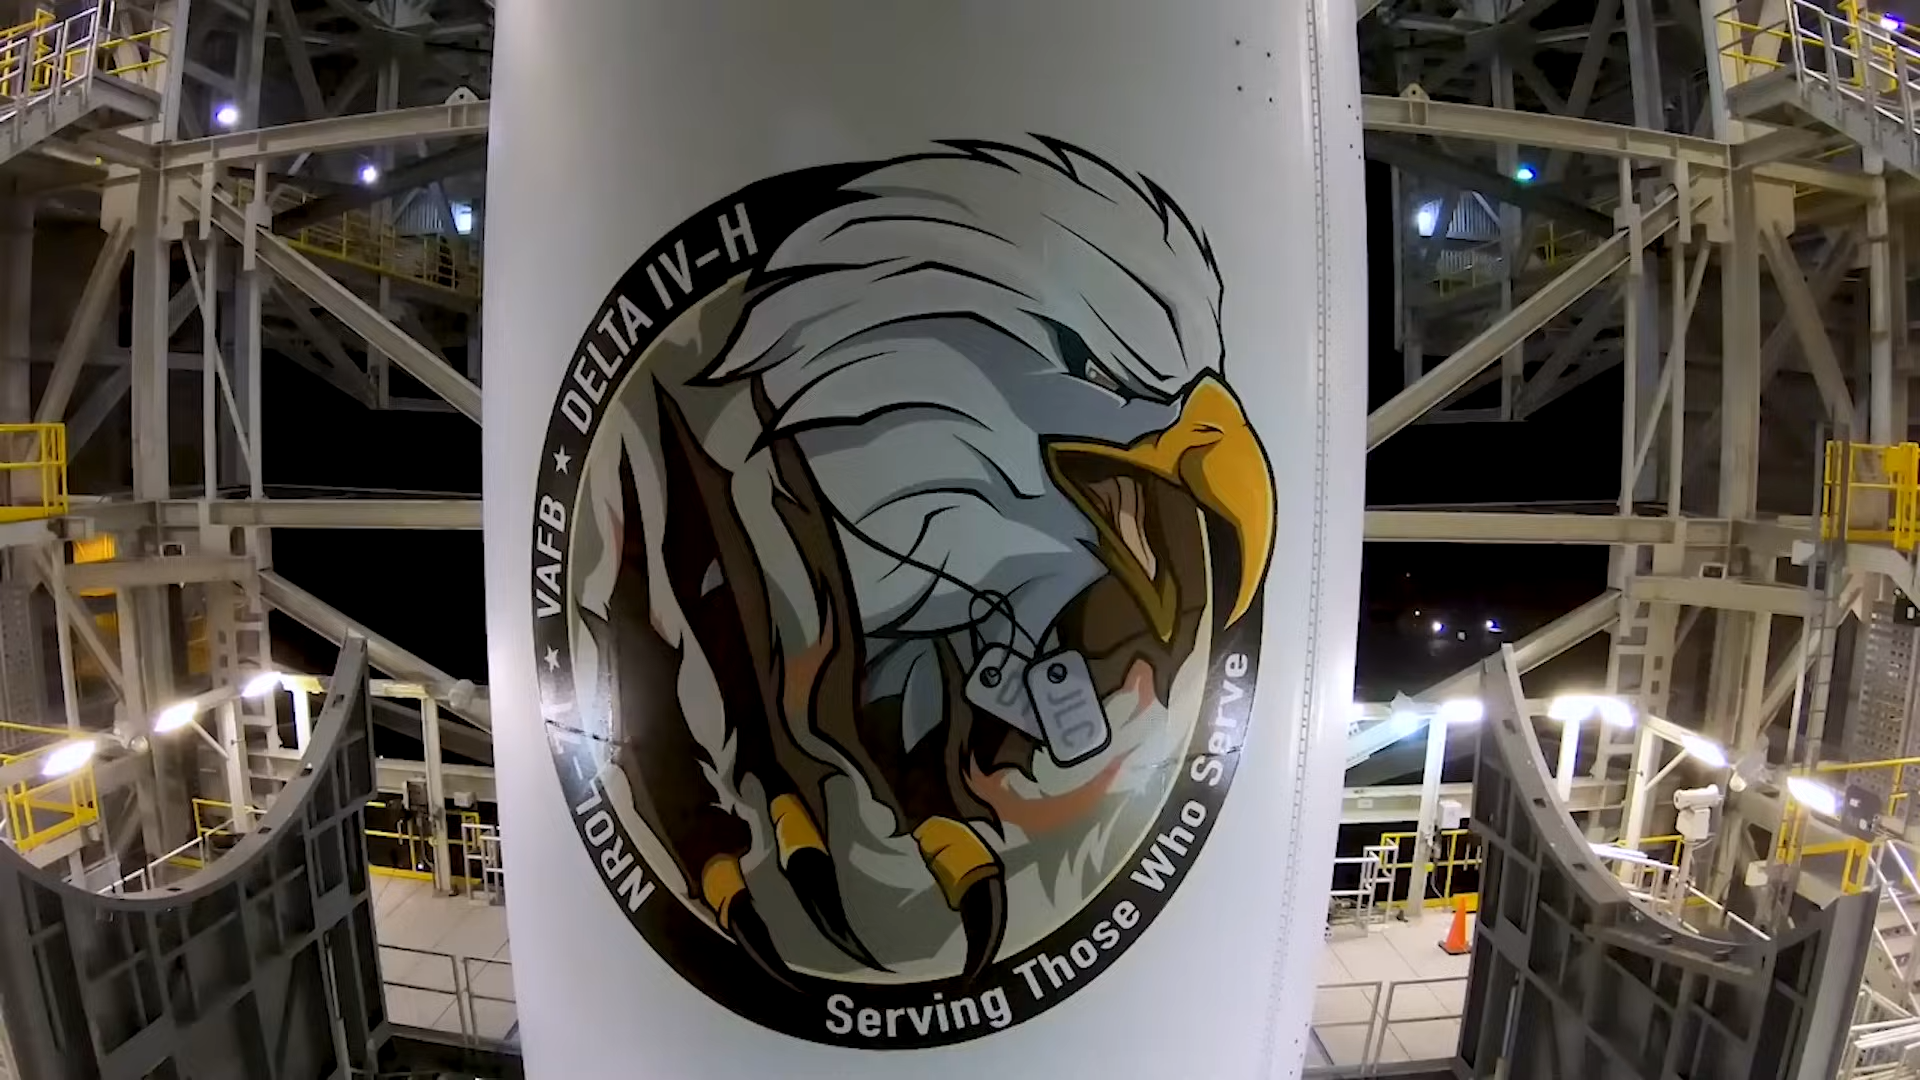 NROL-71 ★ VAFB ★ DELTA IV-H
Serving Those Who Serve
JLC